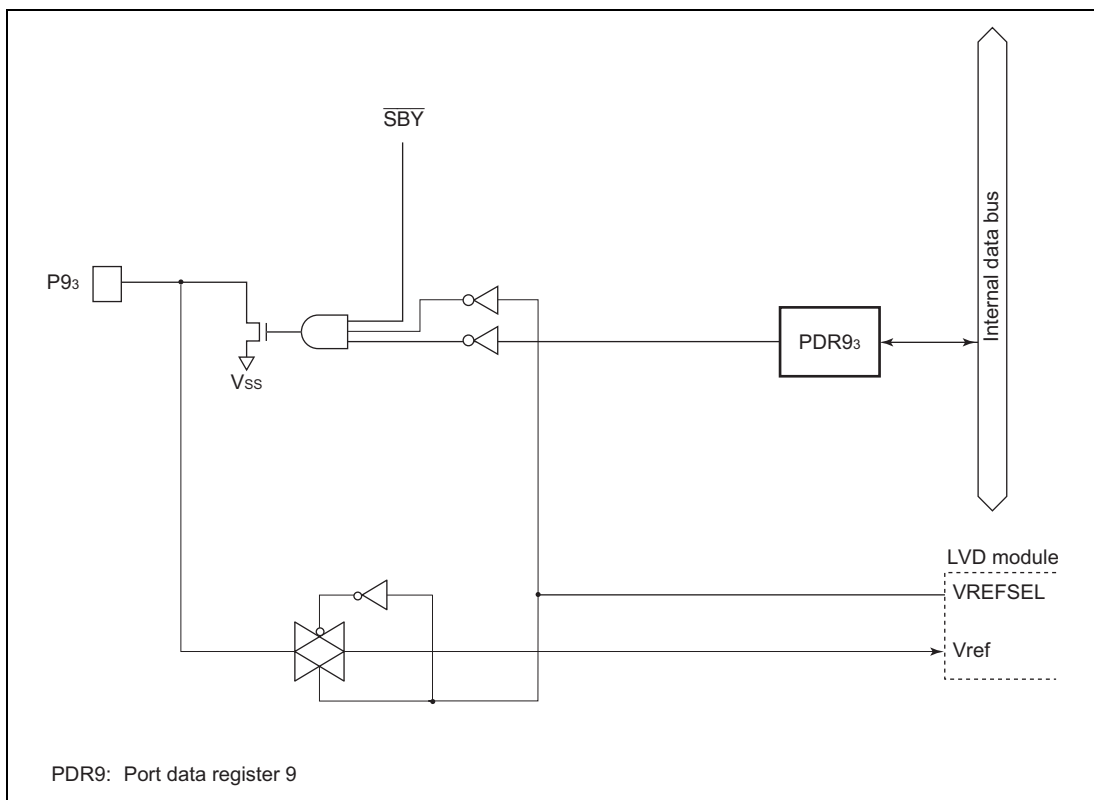 SBY
P93
VSS
PDR93
Internal data bus
LVD module
VREFSEL
Vref
PDR9: Port data register 9